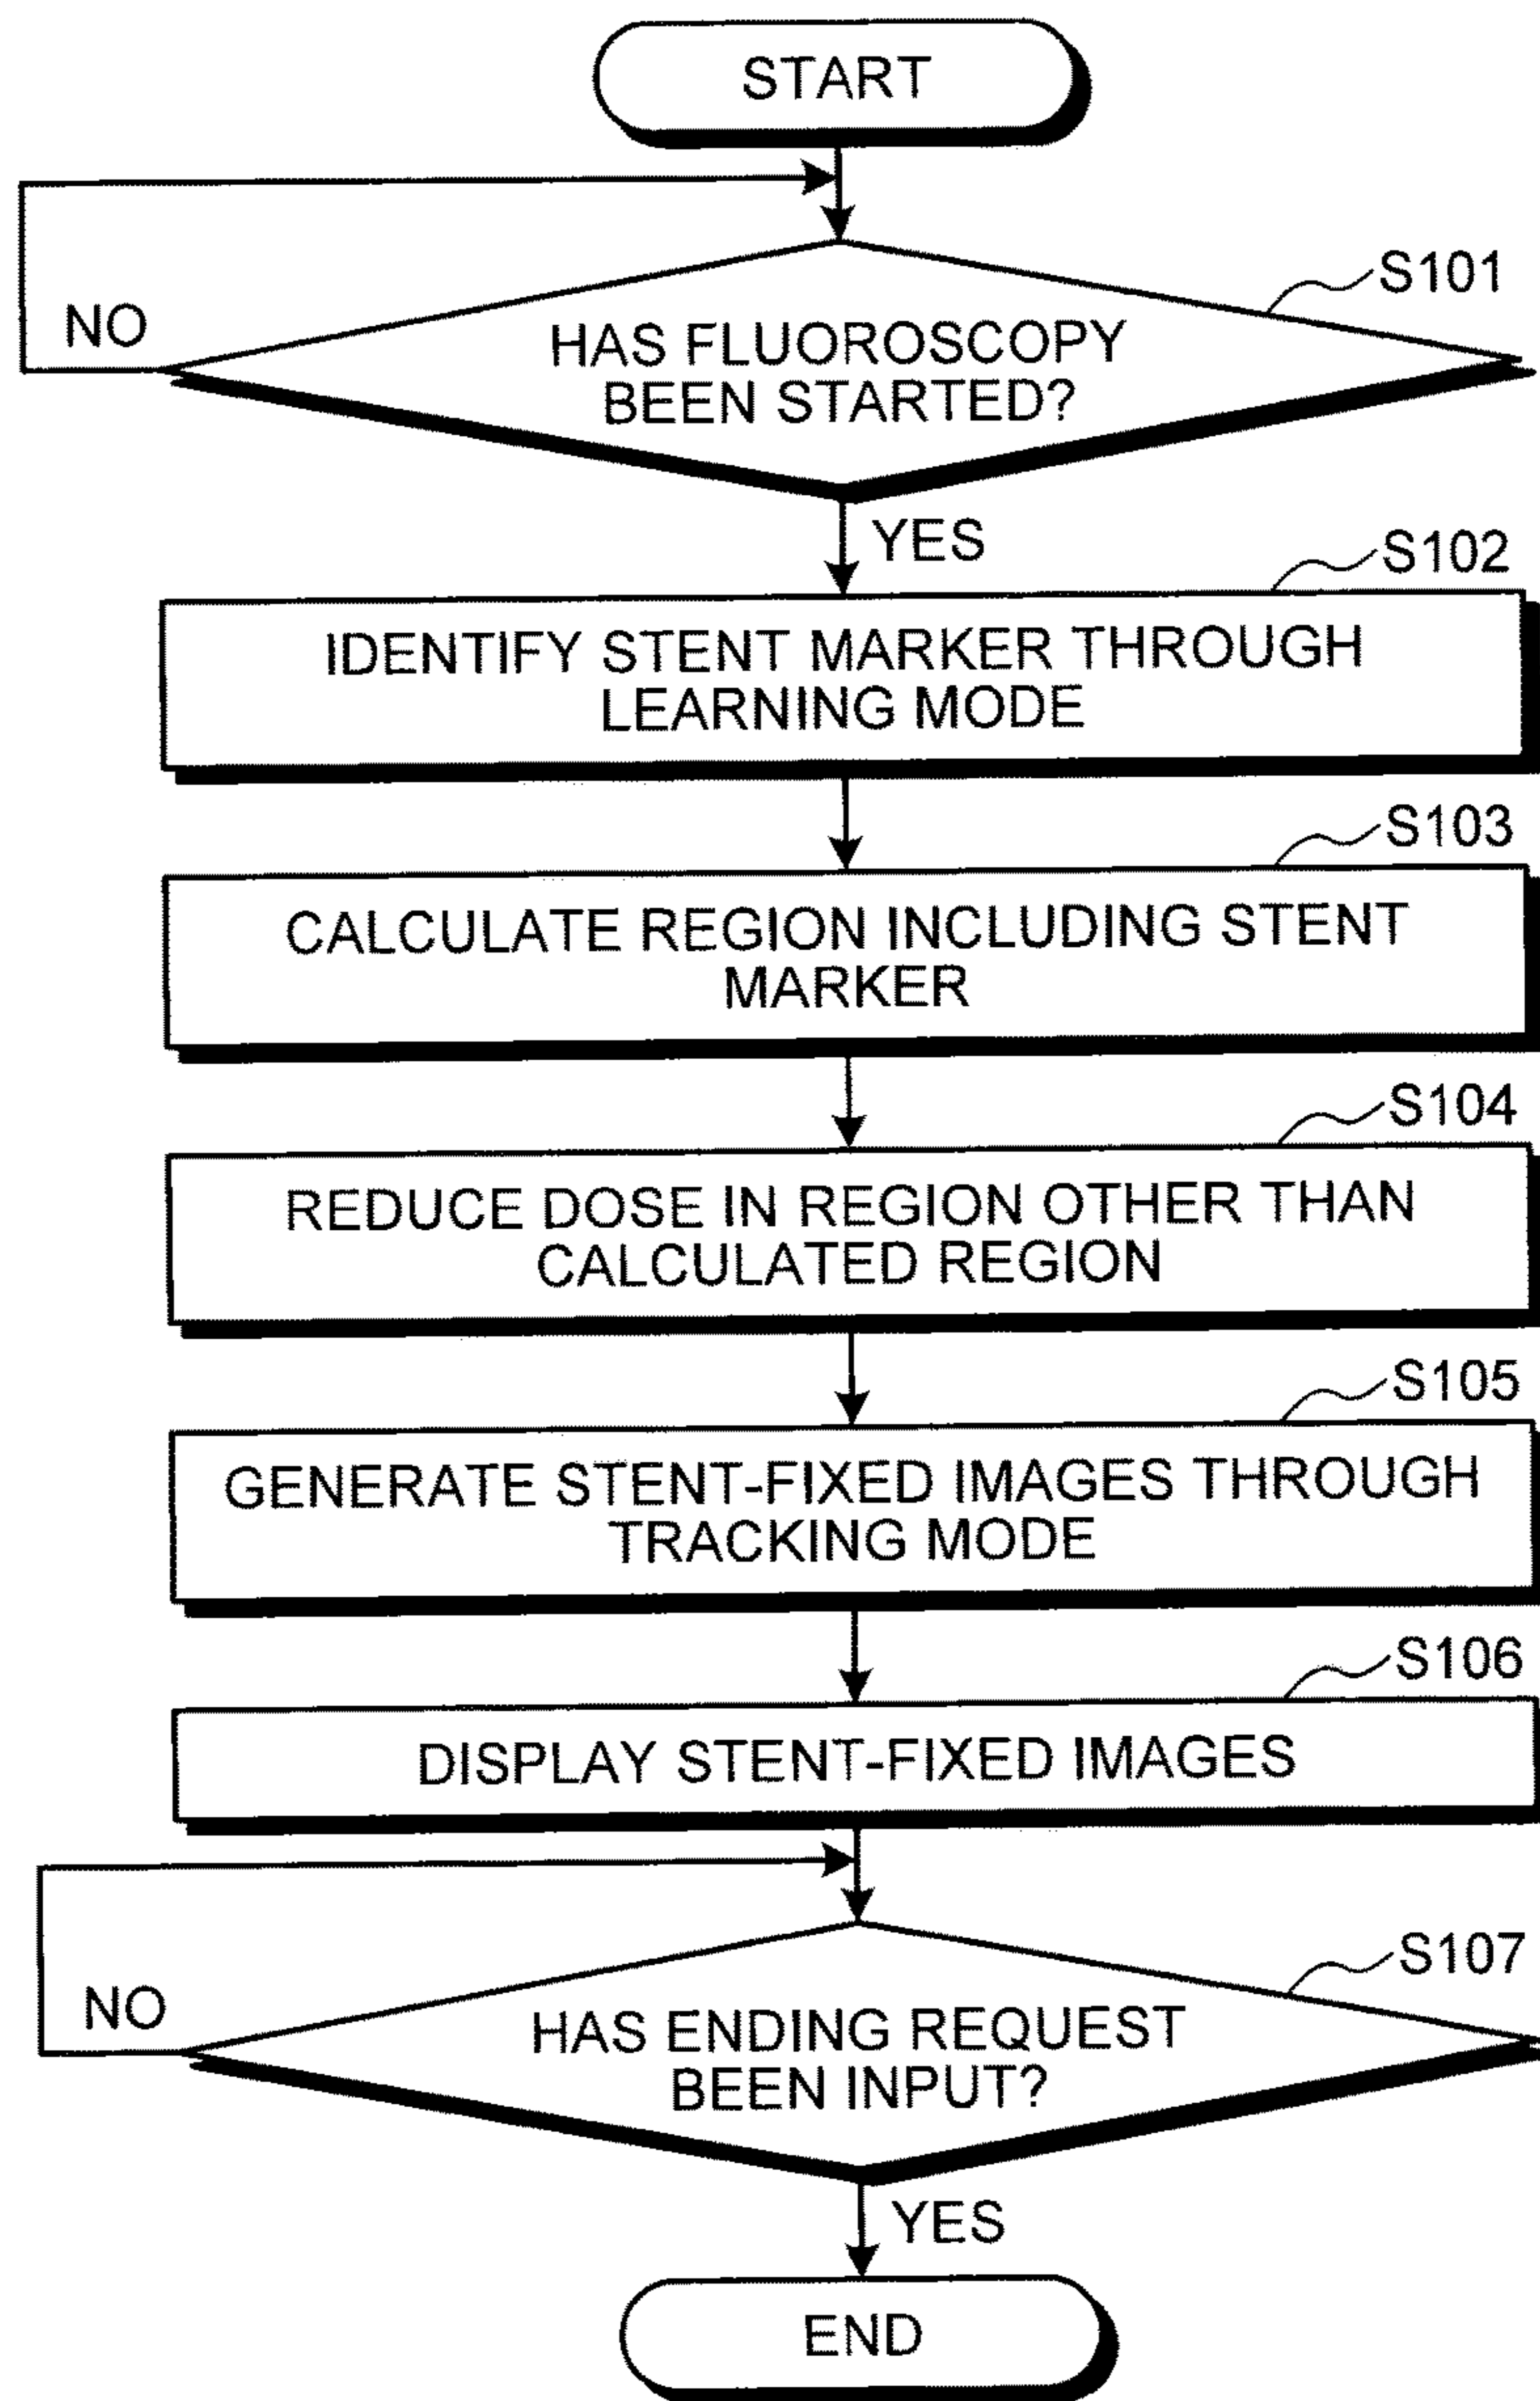 START
S101
NO
HAS FLUOROSCOPY
BEEN STARTED?
YES
S102
IDENTIFY STENT MARKER THROUGH
LEARNING MODE
S103
CALCULATE REGION INCLUDING STENT
MARKER
S104
REDUCE DOSE IN REGION OTHER THAN
CALCULATED REGION
S105
GENERATE STENT-FIXED IMAGES THROUGH
TRACKING MODE
S106
DISPLAY STENT-FIXED IMAGES
S107
NO
HAS ENDING REQUEST
BEEN INPUT?
YES
END